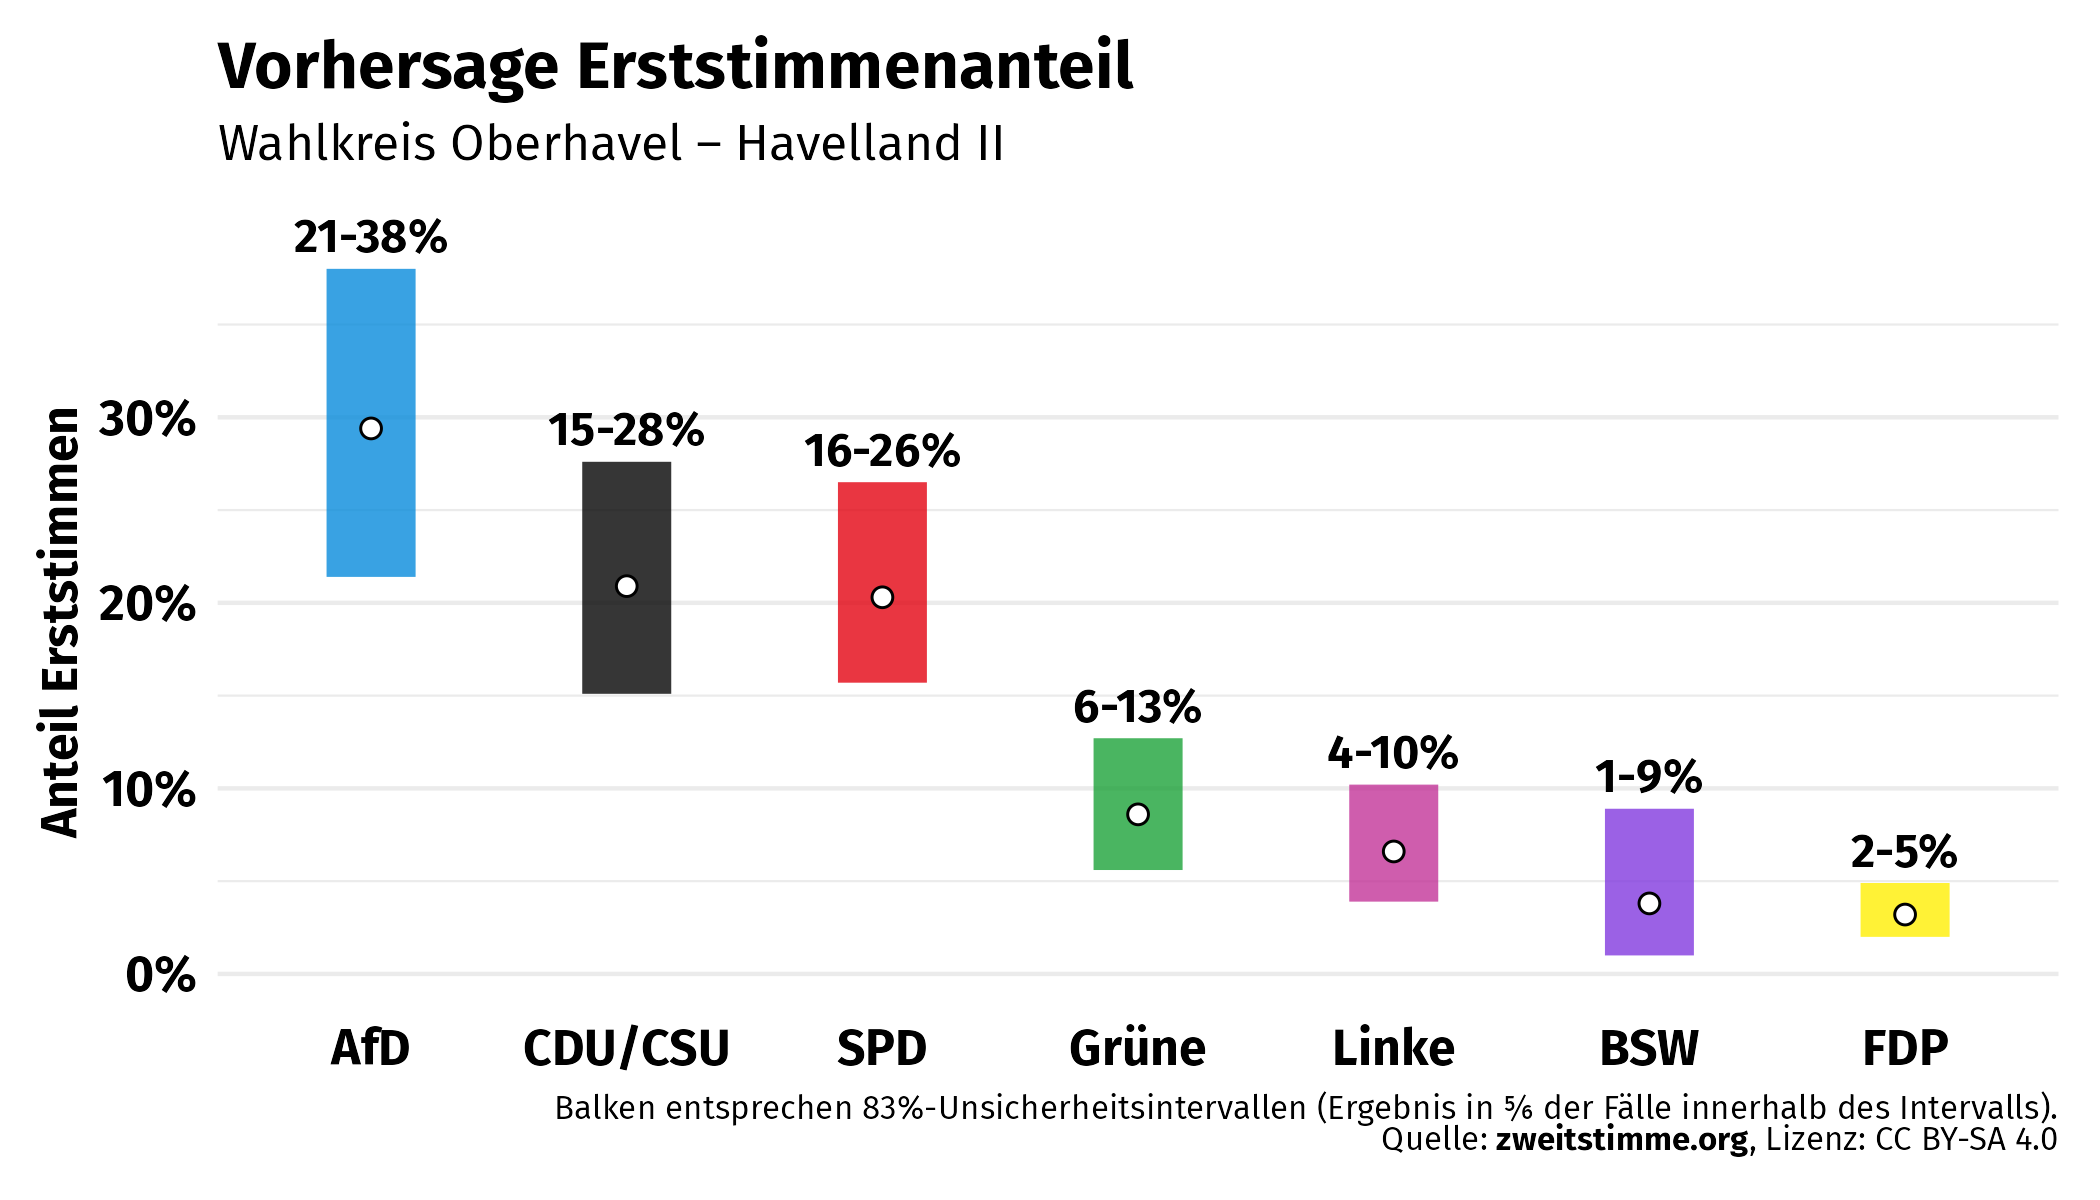 Vorhersage Erststimmenanteil
Wahlkreis Oberhavel – Havelland II
Anteil Erststimmen
30%
20%
10%
0%
21-38%
15-28%
16-26%
6-13%
4-10%
1-9%
2-5%
AfD
CDU/CSU
SPD
Grüne
Linke
BSW
FDP
Balken entsprechen 83%-Unsicherheitsintervallen (Ergebnis in ⅚ der Fälle innerhalb des Intervalls).
Quelle: zweitstimme.org, Lizenz: CC BY-SA 4.0